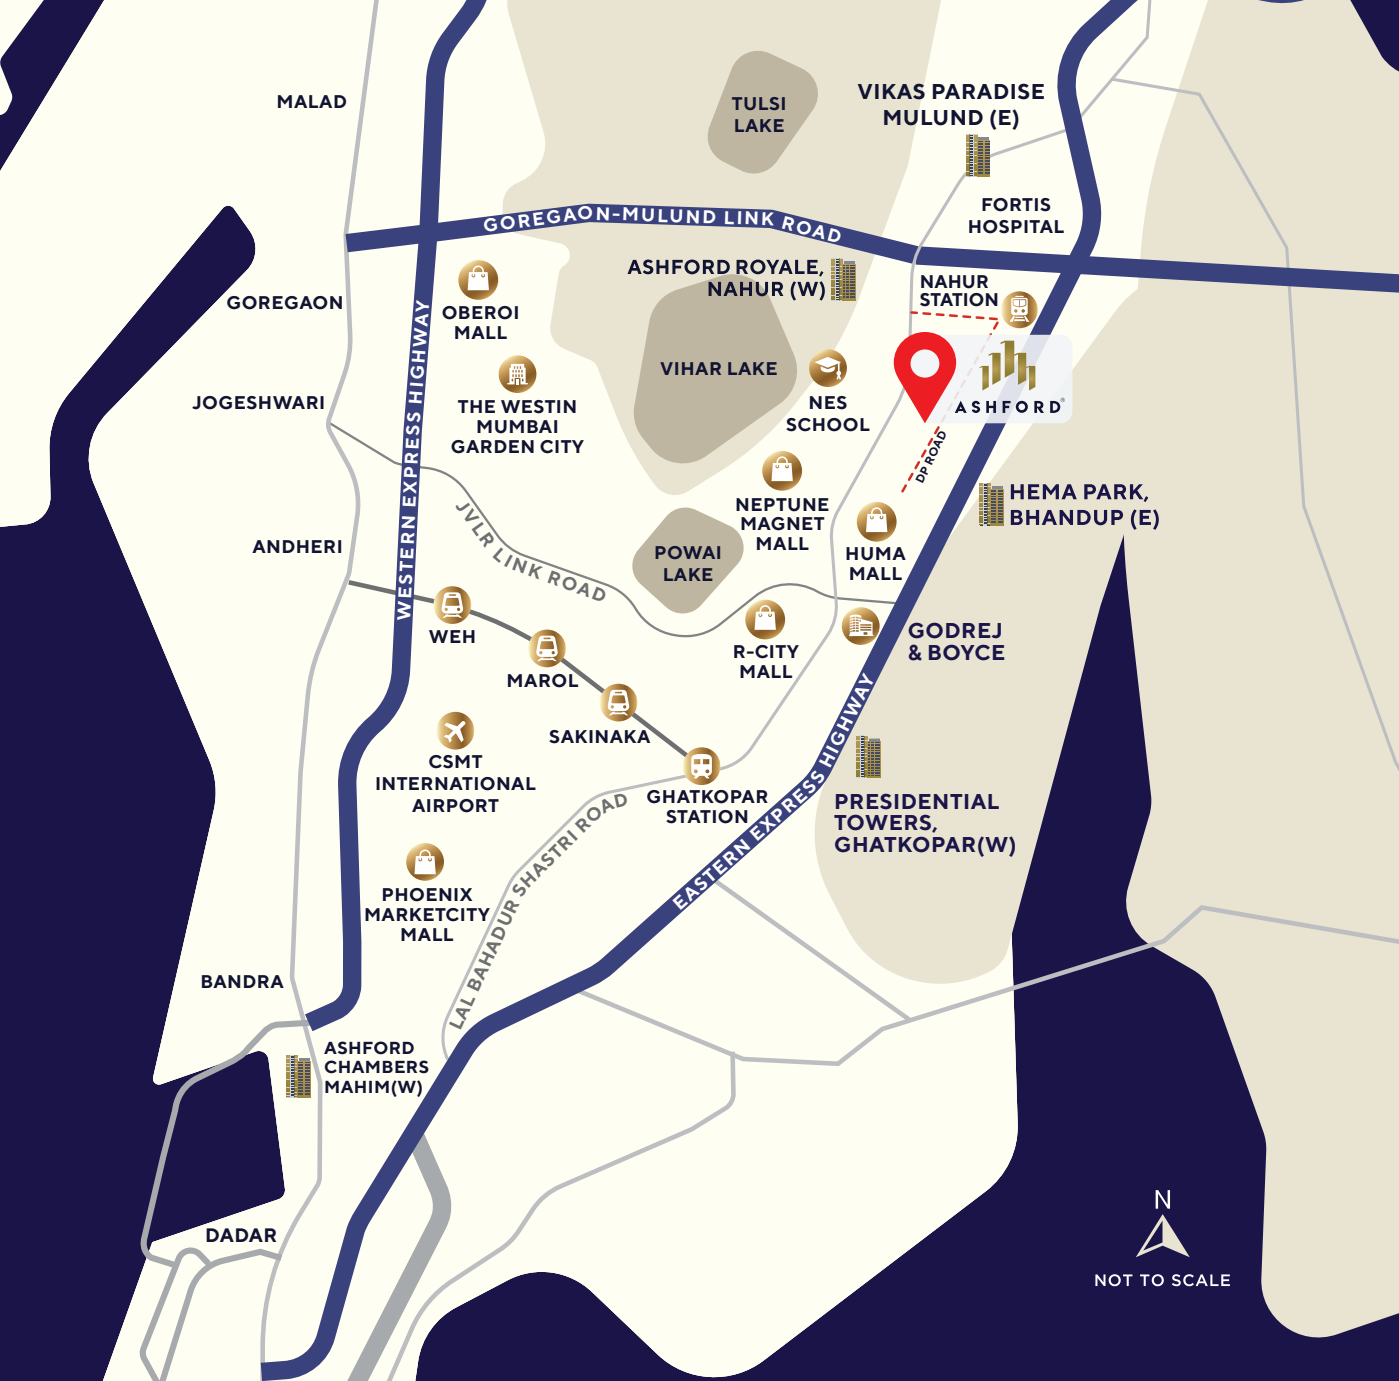 MALAD
TULSI
LAKE
VIKAS PARADISE
MULUND (E)
FORTIS
HOSPITAL
GOREGAON-MULUND LINK ROAD
ASHFORD ROYALE,
NAHUR (W)
NAHUR
STATION
GOREGAON
OBEROI
MALL
WESTERN EXPRESS HIGHWAY
VIHAR LAKE
THE WESTIN
MUMBAI
GARDEN CITY
JOGESHWARI
NES
SCHOOL
ASHFORD®
DP ROAD
JVLR LINK ROAD
NEPTUNE
MAGNET
MALL
HEMA PARK,
BHANDUP (E)
ANDHERI
POWAI
LAKE
HUMA
MALL
WEH
MAROL
SAKINAKA
R-CITY
MALL
GODREJ
& BOYCE
CSMT
INTERNATIONAL
AIRPORT
GHATKOPAR
STATION
EASTERN EXPRESS HIGHWAY
PRESIDENTIAL
TOWERS,
GHATKOPAR(W)
LAL BAHADUR SHASTRI ROAD
PHOENIX
MARKETCITY
MALL
BANDRA
ASHFORD
CHAMBERS
MAHIM(W)
DADAR
N
NOT TO SCALE